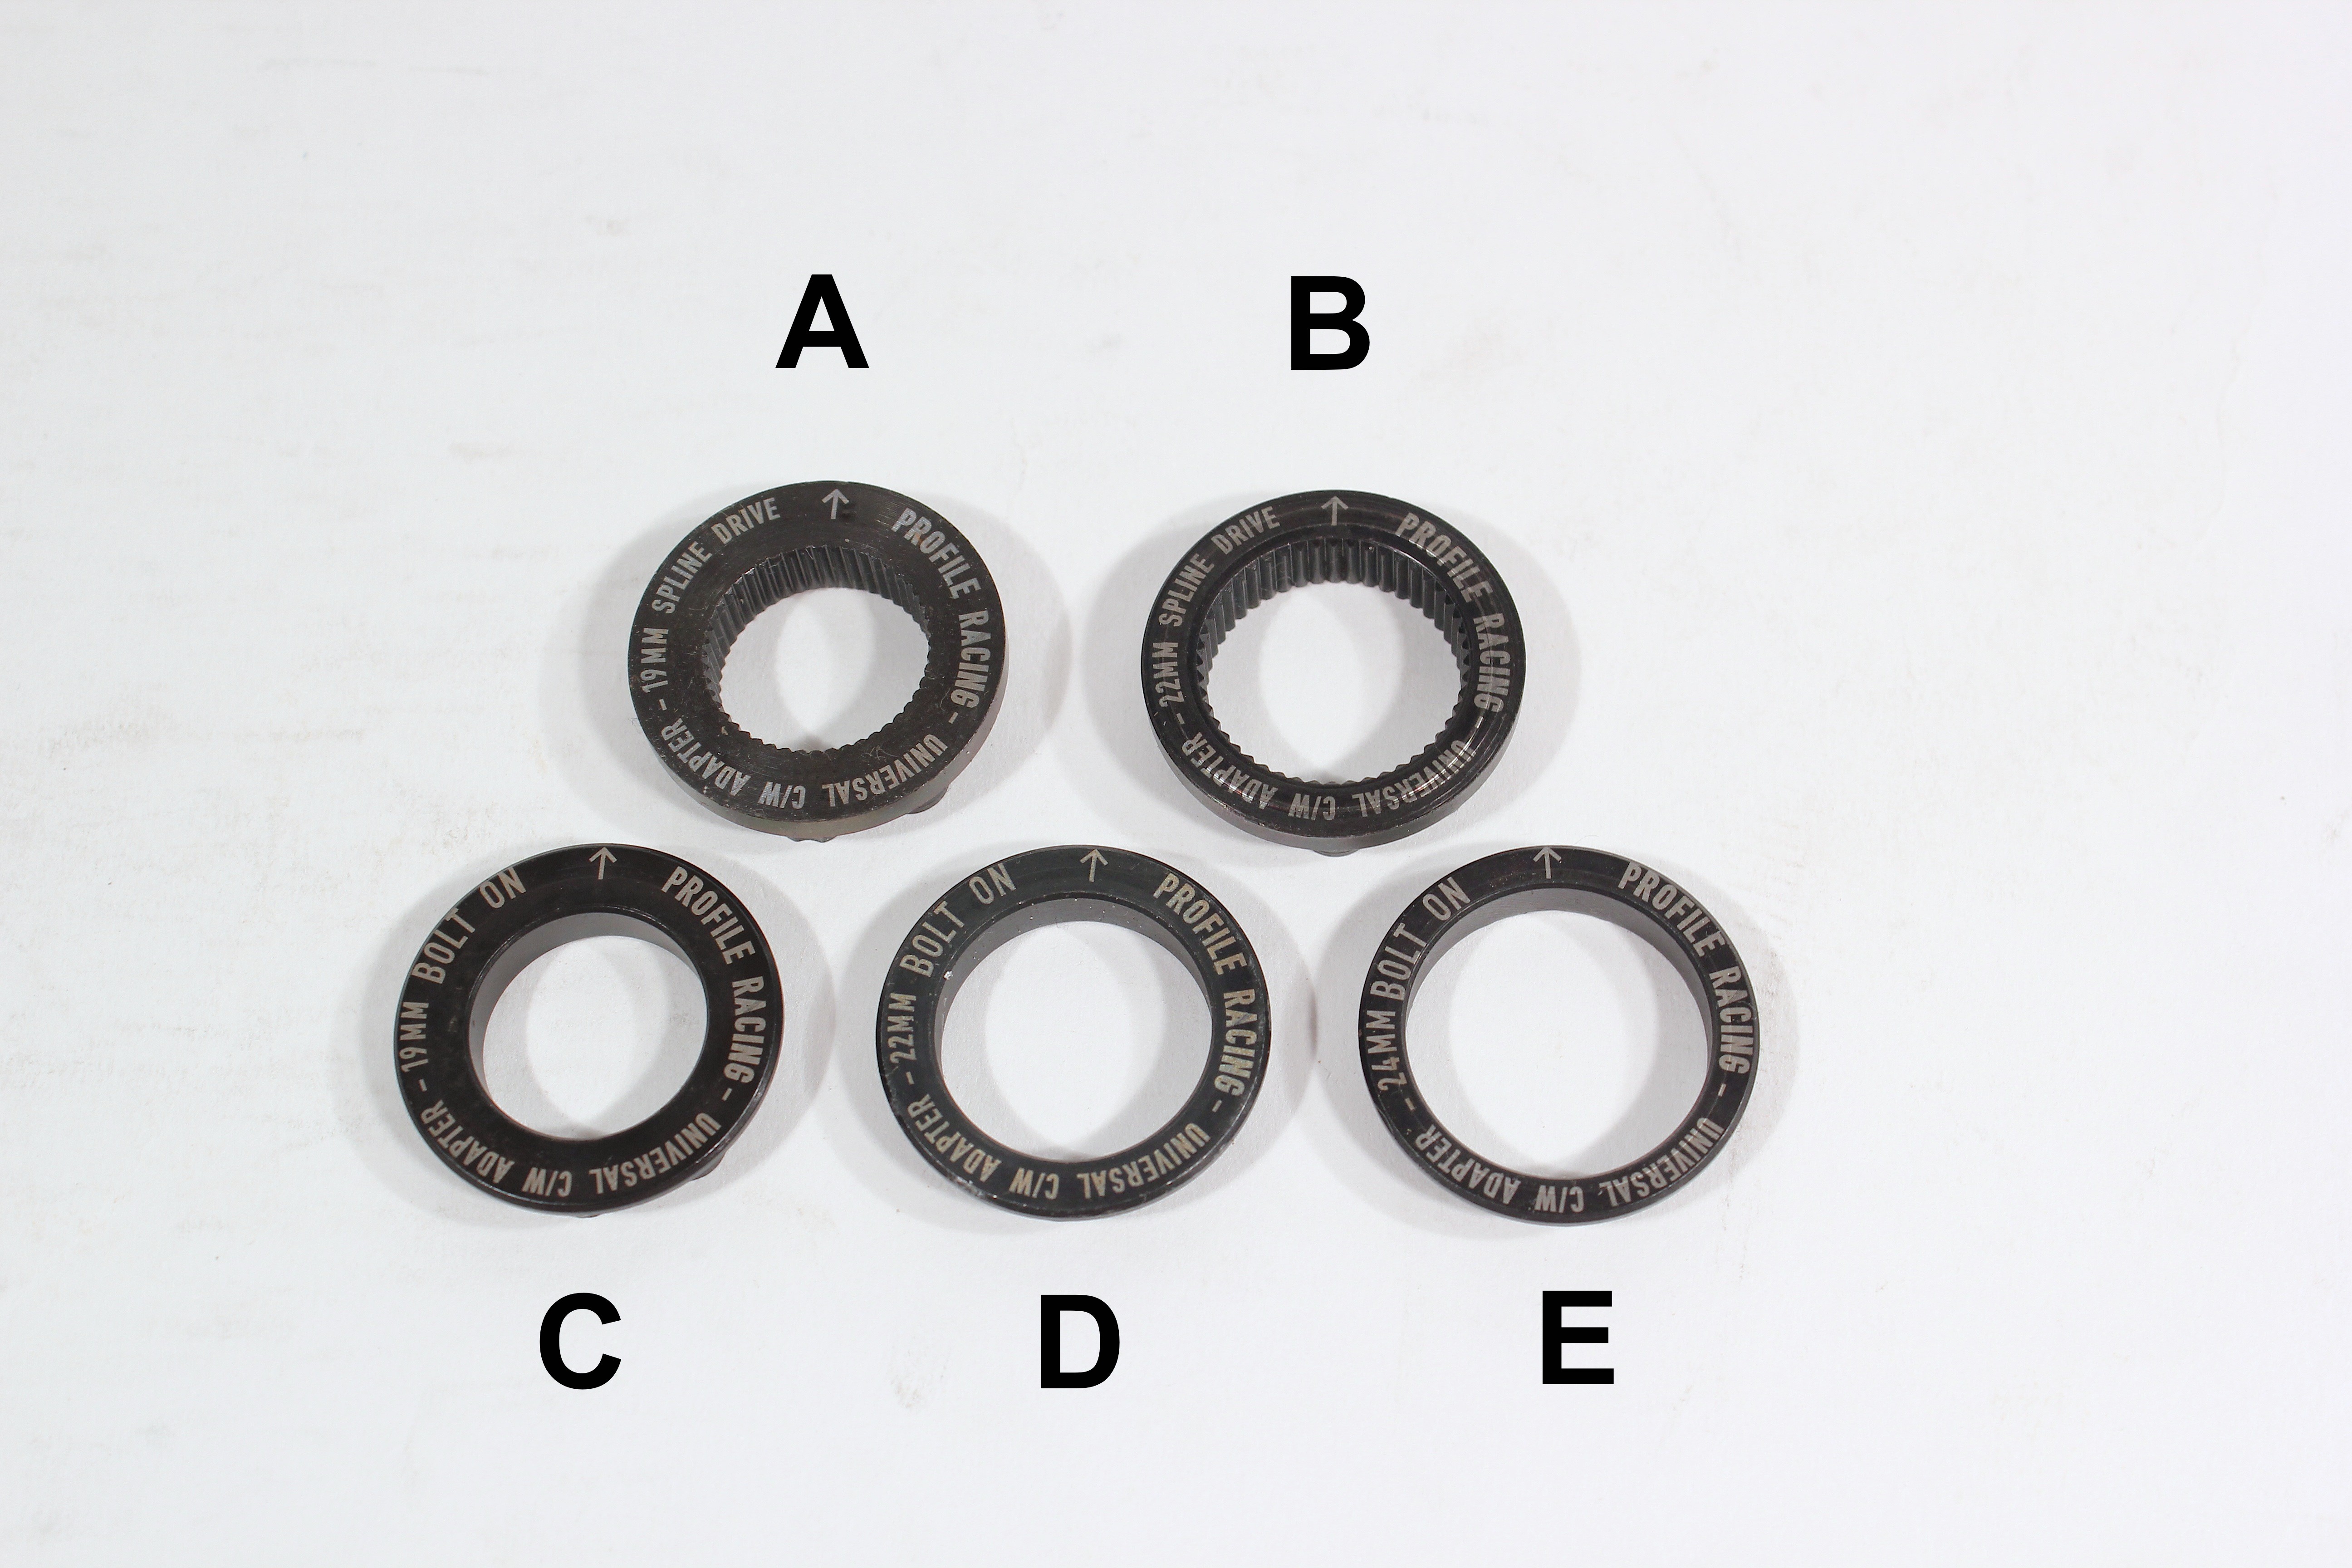 A
B
↑ PROFILE RACING - UNIVERSAL C/W ADAPTER - 19MM SPLINE DRIVE
↑ PROFILE RACING - UNIVERSAL C/W ADAPTER - 22MM SPLINE DRIVE
↑ PROFILE RACING - UNIVERSAL C/W ADAPTER - 19MM BOLT ON
↑ PROFILE RACING - UNIVERSAL C/W ADAPTER - 22MM BOLT ON
↑ PROFILE RACING - UNIVERSAL C/W ADAPTER - 24MM BOLT ON
C
D
E